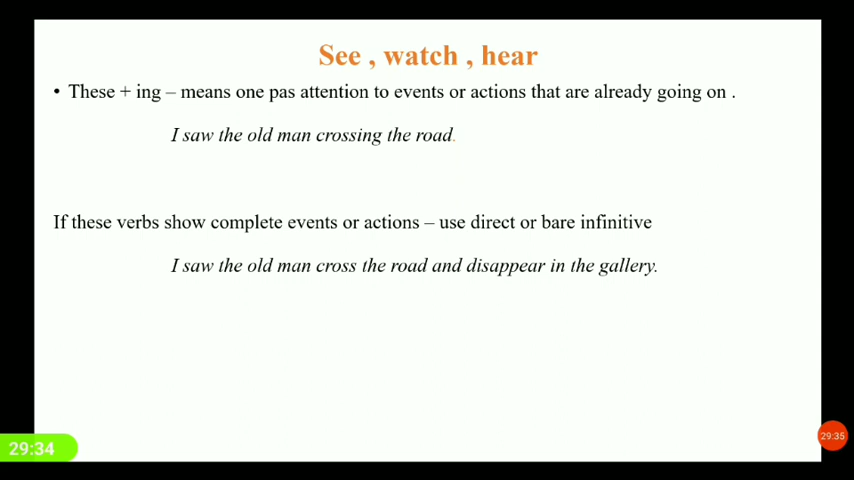 See , watch , hear
• These + ing – means one pas attention to events or actions that are already going on .
I saw the old man crossing the road.
If these verbs show complete events or actions – use direct or bare infinitive
I saw the old man cross the road and disappear in the gallery.
29:34
29:35